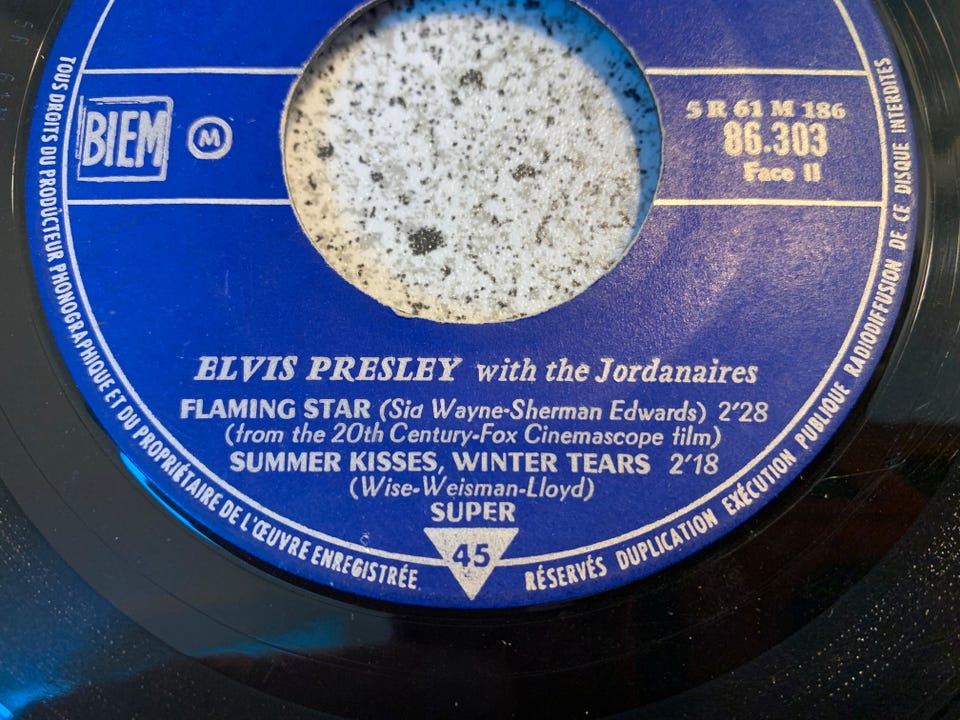 BIEM
M
5 R 61 M 186
86.303
Face II
ELVIS PRESLEY with the Jordanaires
FLAMING STAR (Sid Wayne-Sherman Edwards) 2'28
(from the 20th Century-Fox Cinemascope film)
SUMMER KISSES, WINTER TEARS 2'18
(Wise-Weisman-Lloyd)
SUPER
45
TOUS DROITS DU PRODUCTEUR PHONOGRAPHIQUE ET DU PROPRIÉTAIRE DE L'ŒUVRE ENREGISTRÉE
RÉSERVÉS DUPLICATION EXÉCUTION PUBLIQUE RADIODIFFUSION DE CE DISQUE INTERDITES